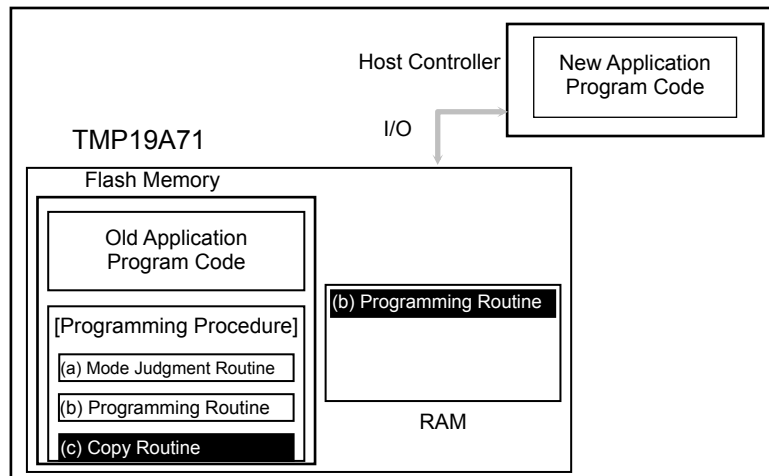 Host Controller
New Application
Program Code
I/O
TMP19A71
Flash Memory
Old Application
Program Code
[Programming Procedure]
(a) Mode Judgment Routine
(b) Programming Routine
(c) Copy Routine
(b) Programming Routine
RAM